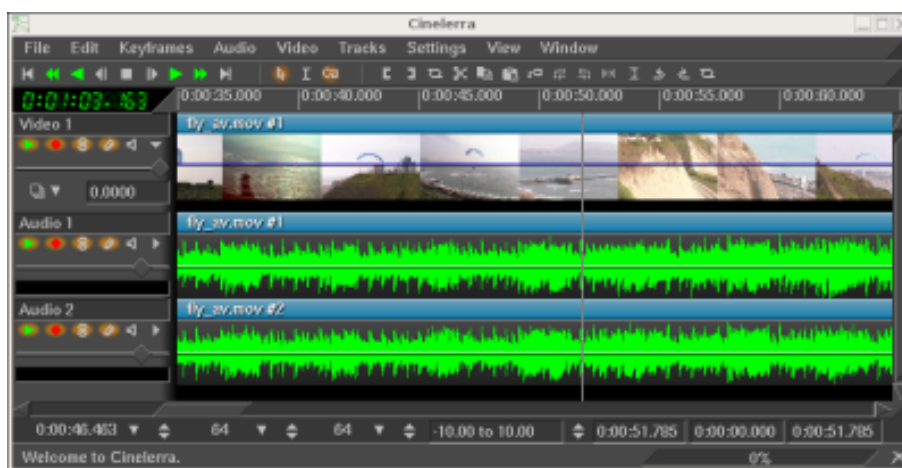 Cinelerra
File Edit Keyframes Audio Video Tracks Settings View Window
0:01:03.163 0:00:35.000 0:00:40.000 0:00:45.000 0:00:50.000 0:00:55.000 0:00:60.000
Video 1 fly_av.mov #1
0.0000
Audio 1 fly_av.mov #1
Audio 2 fly_av.mov #2
0:00:46.463 64 64 -10.00 to 10.00 0:00:51.785 0:00:00.000 0:00:51.785
Welcome to Cinelerra. 0%